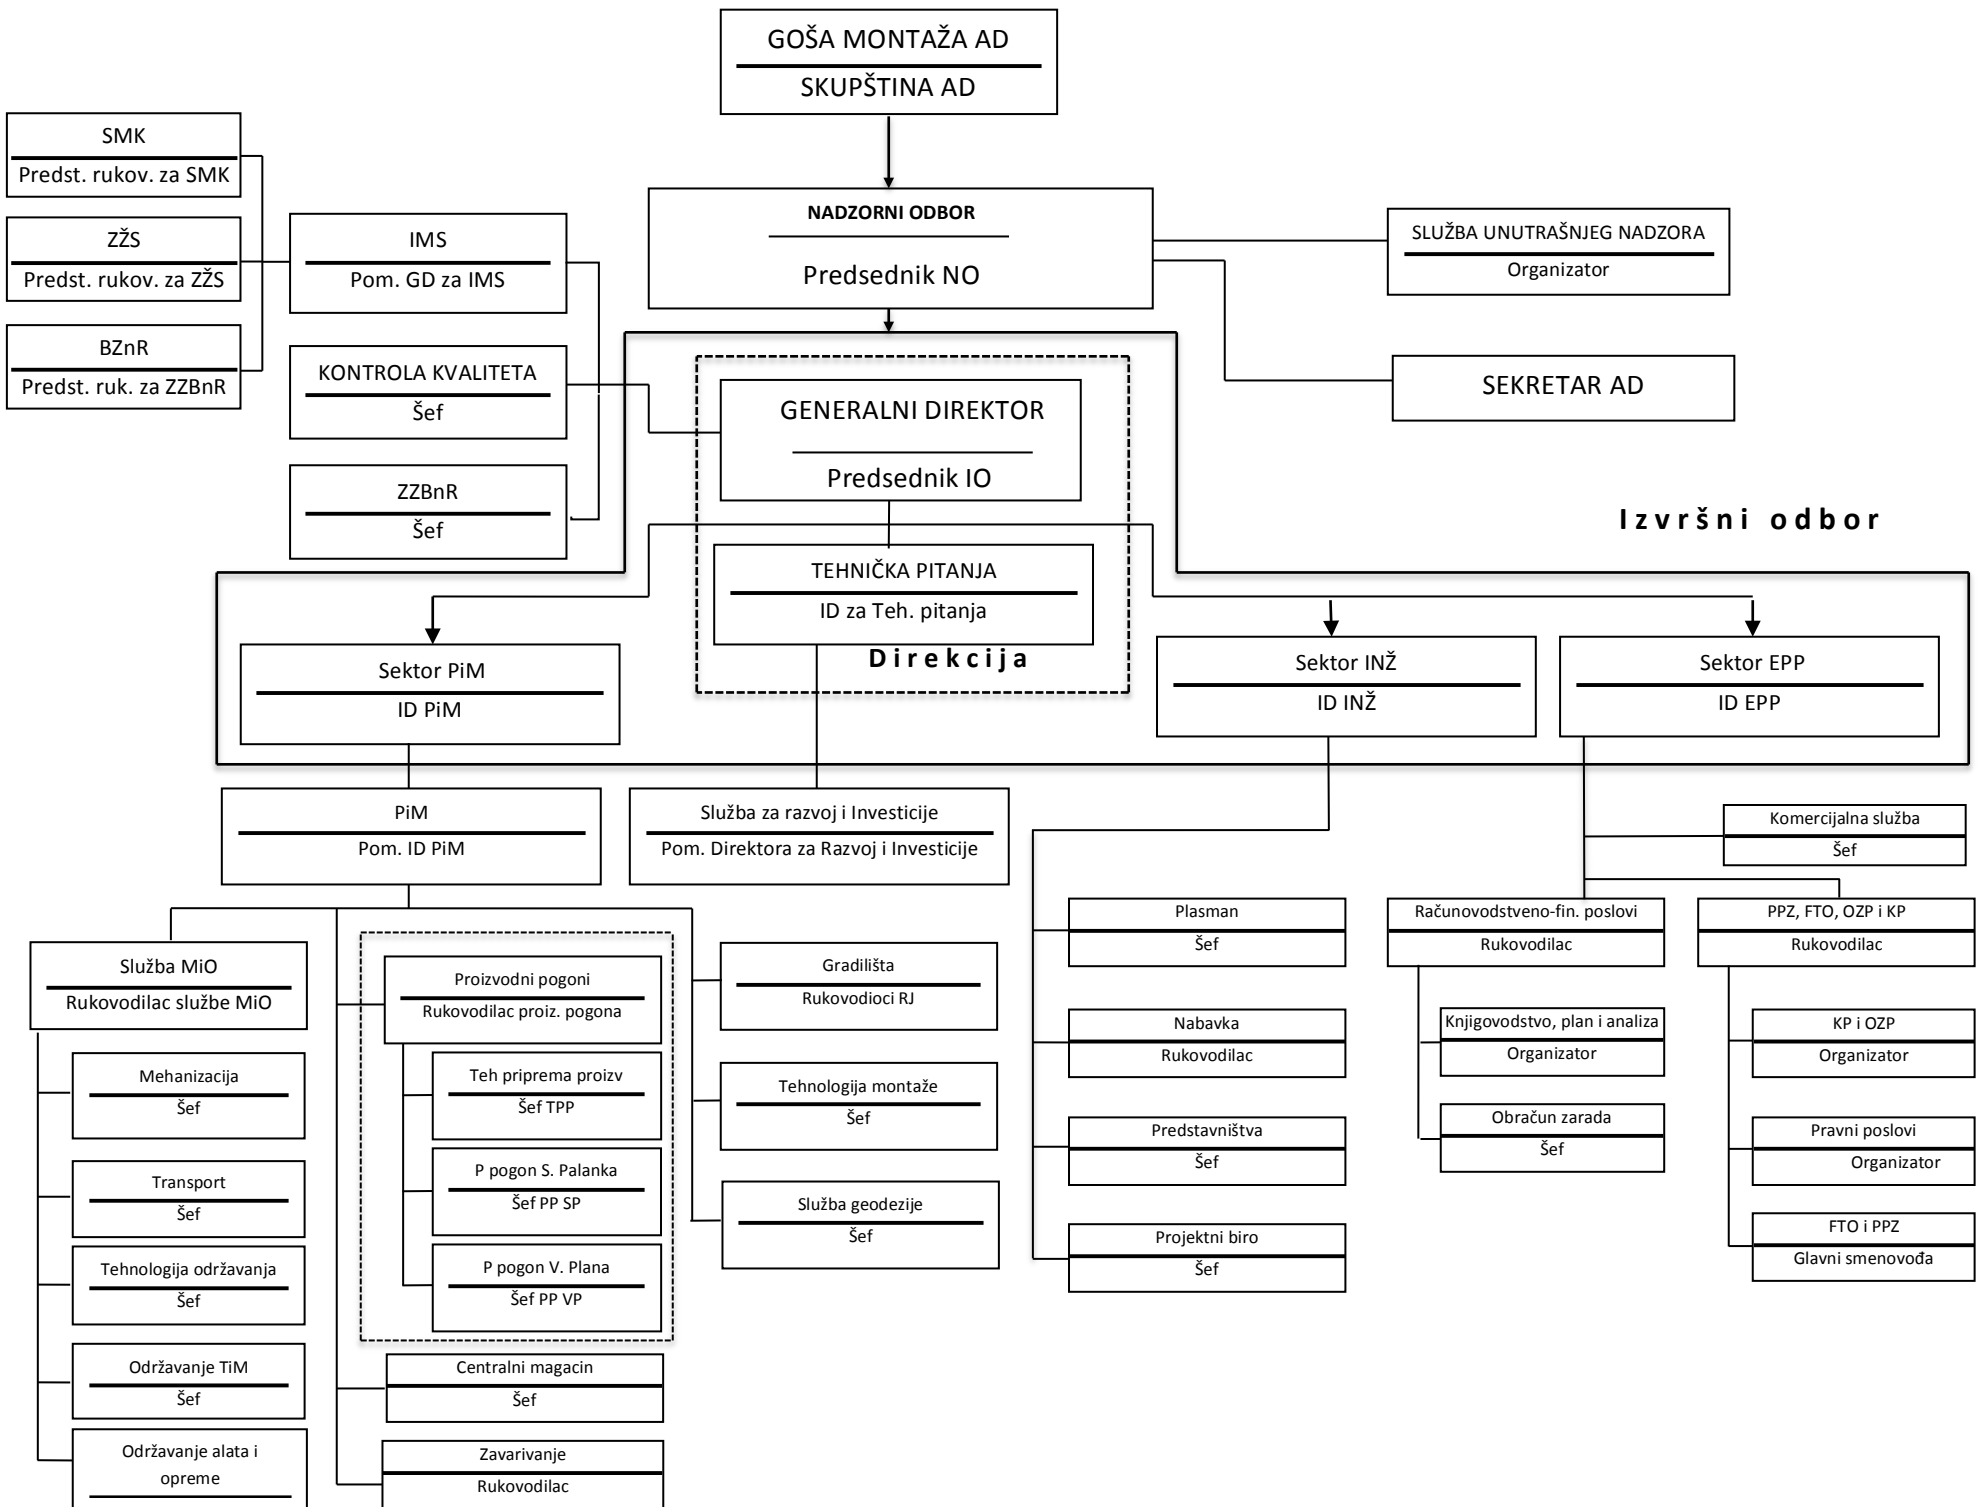 GOŠA MONTAŽA AD
SKUPŠTINA AD
SMK
Predst. rukov. za SMK
ZŽS
Predst. rukov. za ZŽS
BZnR
Predst. ruk. za ZZBnR
IMS
Pom. GD za IMS
KONTROLA KVALITETA
Šef
ZZBnR
Šef
NADZORNI ODBOR
Predsednik NO
SLUŽBA UNUTRAŠNJEG NADZORA
Organizator
SEKRETAR AD
GENERALNI DIREKTOR
Predsednik IO
Izvršni odbor
TEHNIČKA PITANJA
ID za Teh. pitanja
Direkcija
Sektor PiM
ID PiM
Sektor INŽ
ID INŽ
Sektor EPP
ID EPP
PiM
Pom. ID PiM
Služba za razvoj i Investicije
Pom. Direktora za Razvoj i Investicije
Komercijalna služba
Šef
Služba MiO
Rukovodilac službe MiO
Mehanizacija
Šef
Transport
Šef
Tehnologija održavanja
Šef
Održavanje TiM
Šef
Održavanje alata i
opreme
Proizvodni pogoni
Rukovodilac proiz. pogona
Teh priprema proizv
Šef TPP
P pogon S. Palanka
Šef PP SP
P pogon V. Plana
Šef PP VP
Centralni magacin
Šef
Zavarivanje
Rukovodilac
Gradilišta
Rukovodioci RJ
Tehnologija montaže
Šef
Služba geodezije
Šef
Plasman
Šef
Nabavka
Rukovodilac
Predstavništva
Šef
Projektni biro
Šef
Računovodstveno-fin. poslovi
Rukovodilac
Knjigovodstvo, plan i analiza
Organizator
Obračun zarada
Šef
PPZ, FTO, OZP i KP
Rukovodilac
KP i OZP
Organizator
Pravni poslovi
Organizator
FTO i PPZ
Glavni smenovođa